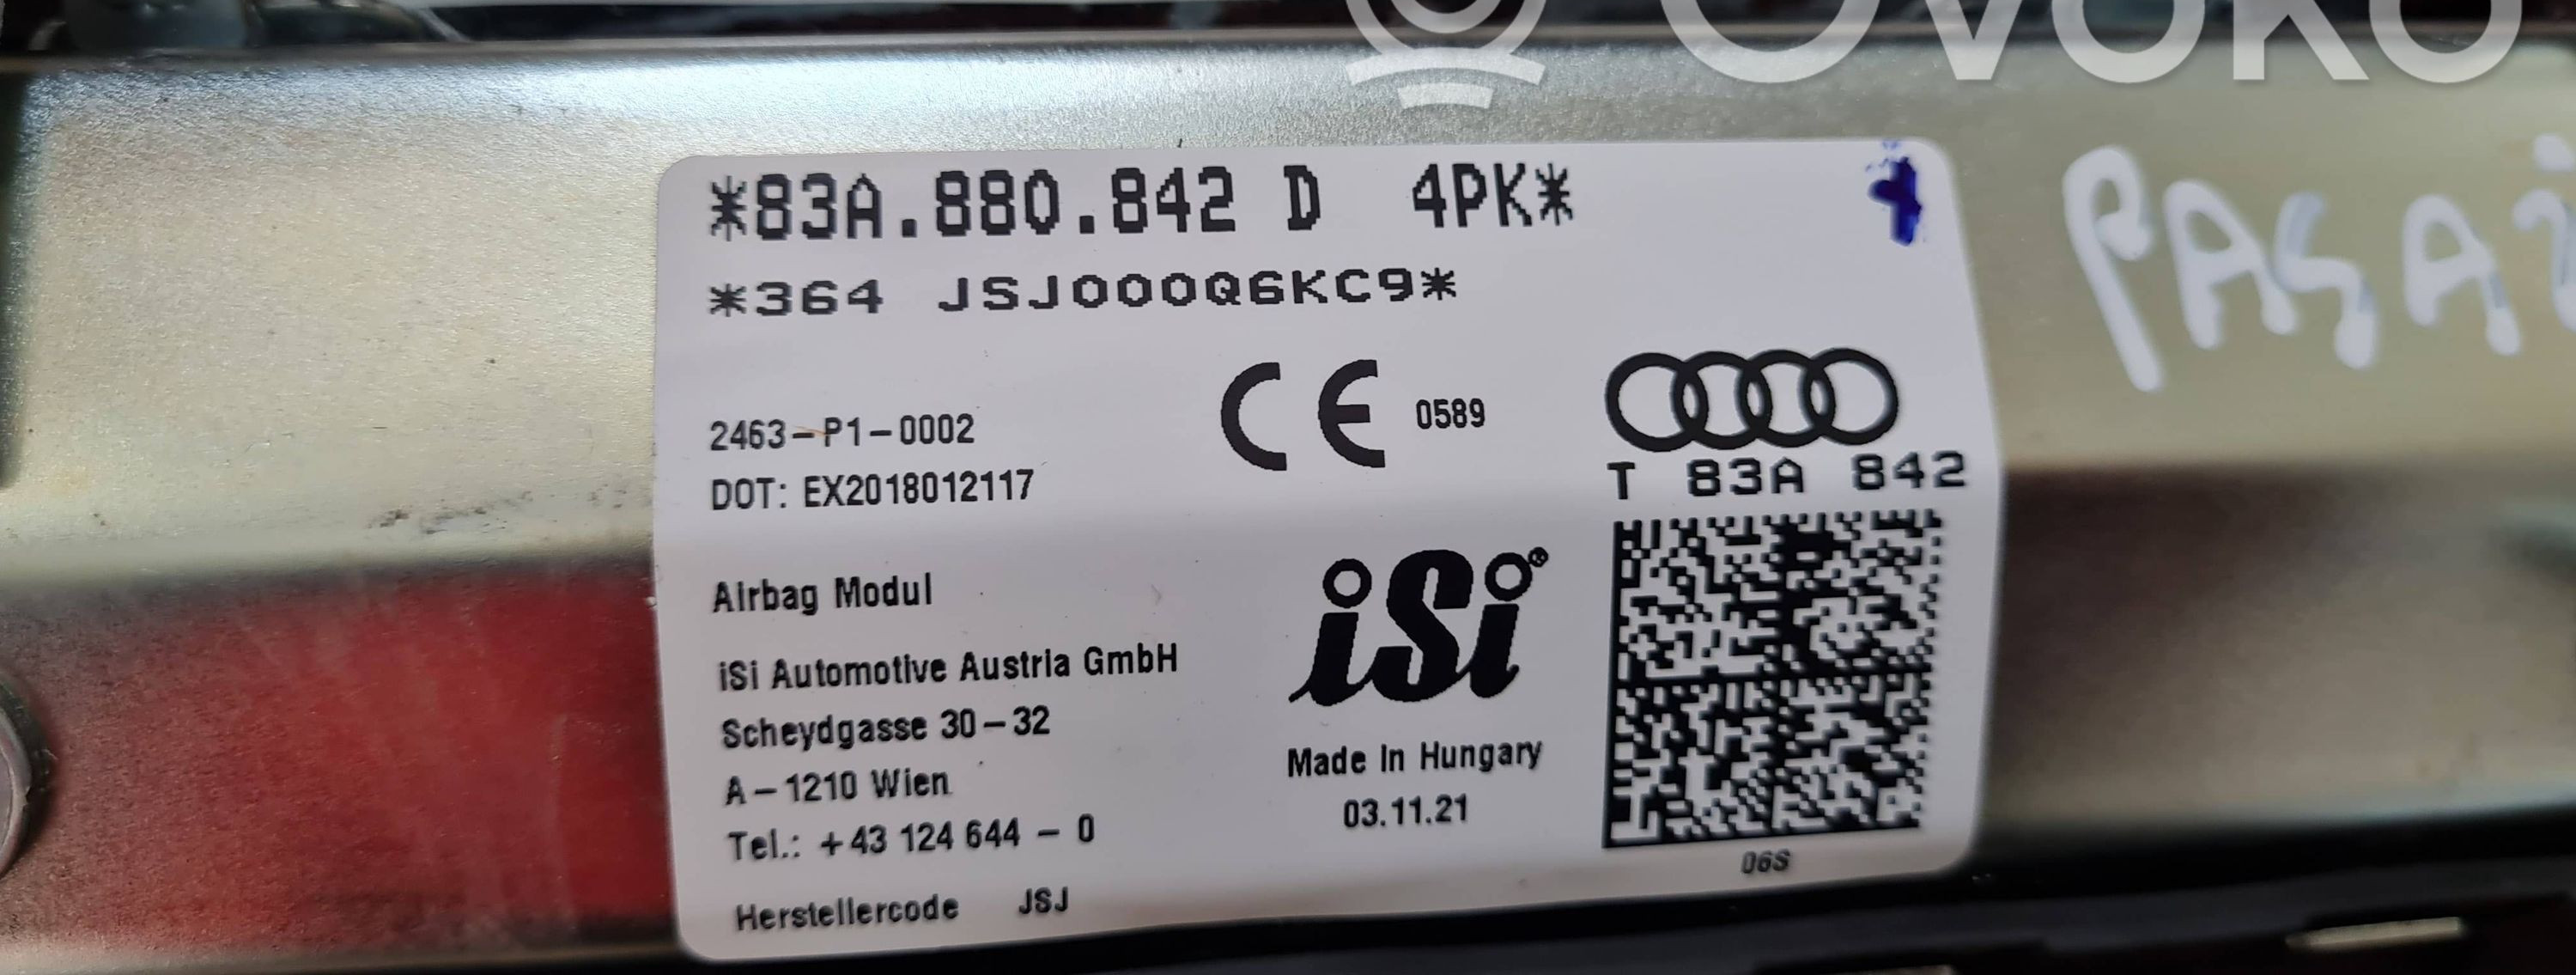 OVOKO
*83A.880.842 D 4PK*
*364 JSJ000Q6KC9*
2463-P1-0002
DOT: EX2018012117
CE 0589
T 83A 842
Airbag Modul
iSi Automotive Austria GmbH
Scheydgasse 30-32
A-1210 Wien
Tel.: +43 124 644 - 0
Herstellercode JSJ
iSi®
Made In Hungary
03.11.21
06S